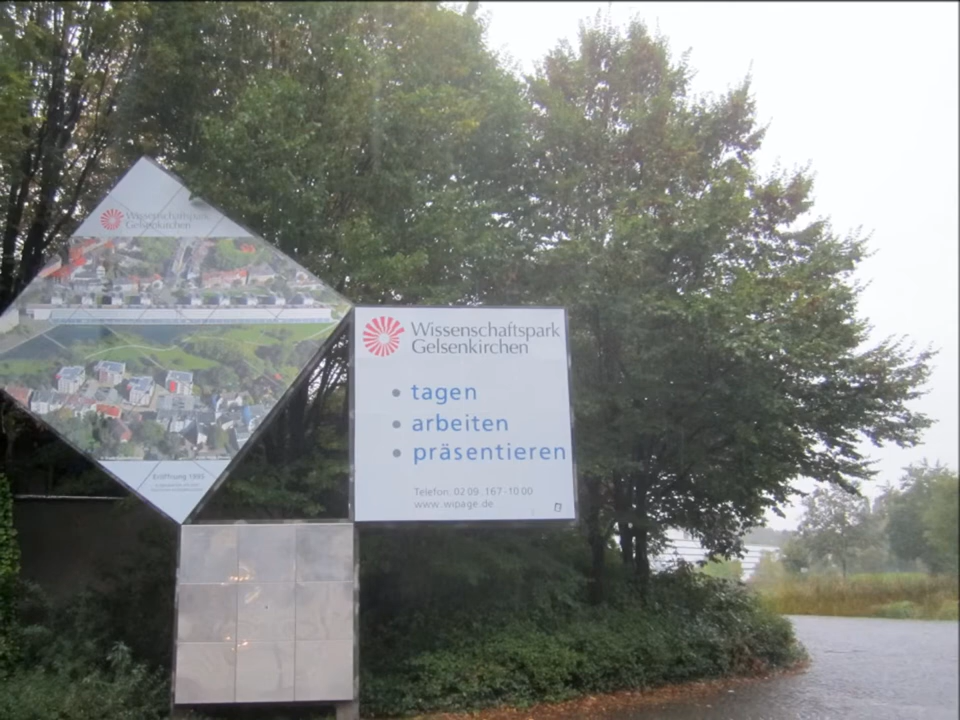 Wissenschaftspark
Gelsenkirchen
Eröffnung 1995
Wissenschaftspark
Gelsenkirchen
• tagen
• arbeiten
• präsentieren
Telefon: 02 09 .167-10 00
www.wipage.de